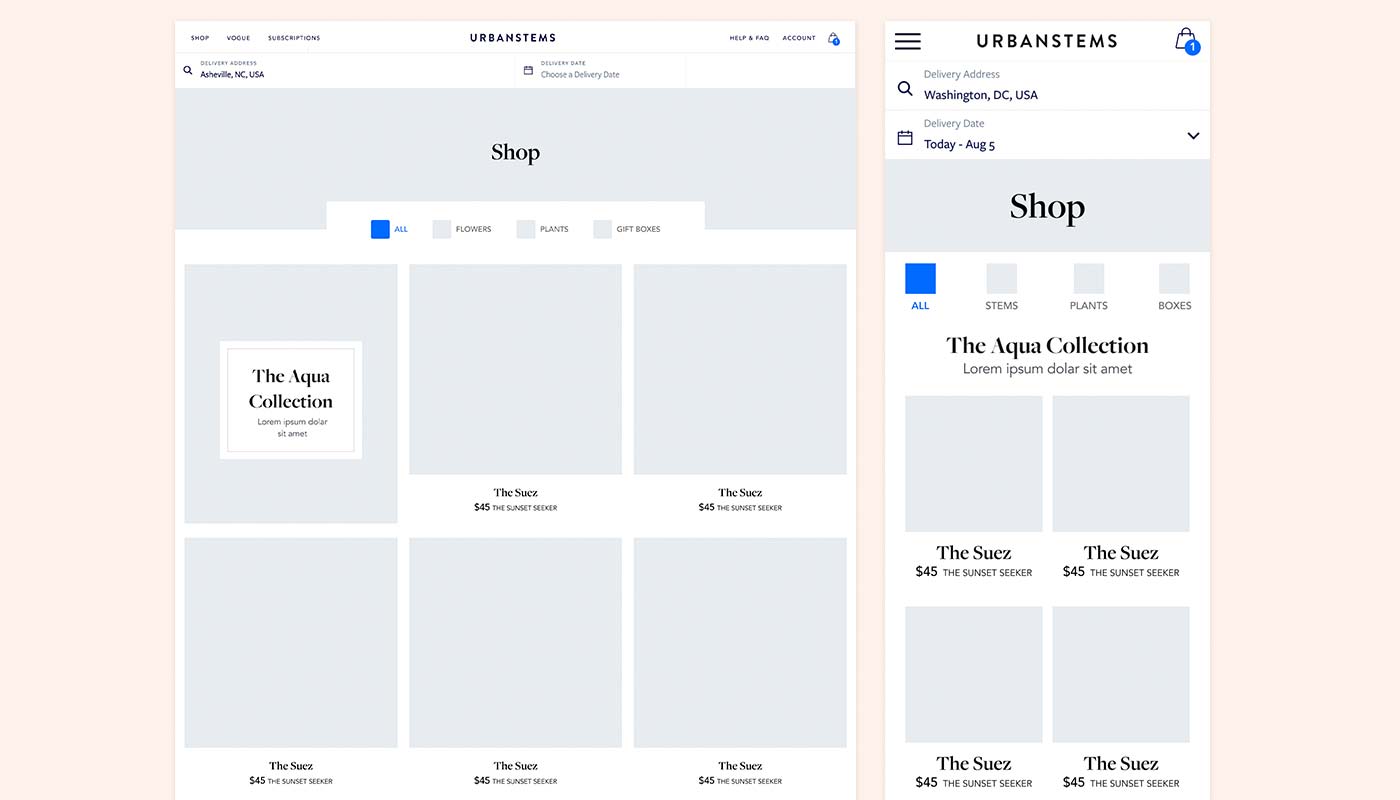 SHOP VOGUE SUBSCRIPTIONS URBANSTEMS HELP & FAQ ACCOUNT 1
DELIVERY ADDRESS DELIVERY DATE
Asheville, NC, USA Choose a Delivery Date
Shop
ALL FLOWERS PLANTS GIFT BOXES
The Aqua
Collection
Lorem ipsum dolar
sit amet
The Suez The Suez
$45 THE SUNSET SEEKER $45 THE SUNSET SEEKER
The Suez The Suez The Suez
$45 THE SUNSET SEEKER $45 THE SUNSET SEEKER $45 THE SUNSET SEEKER
URBANSTEMS 1
Delivery Address
Washington, DC, USA
Delivery Date
Today - Aug 5
Shop
ALL STEMS PLANTS BOXES
The Aqua Collection
Lorem ipsum dolar sit amet
The Suez The Suez
$45 THE SUNSET SEEKER $45 THE SUNSET SEEKER
The Suez The Suez
$45 THE SUNSET SEEKER $45 THE SUNSET SEEKER